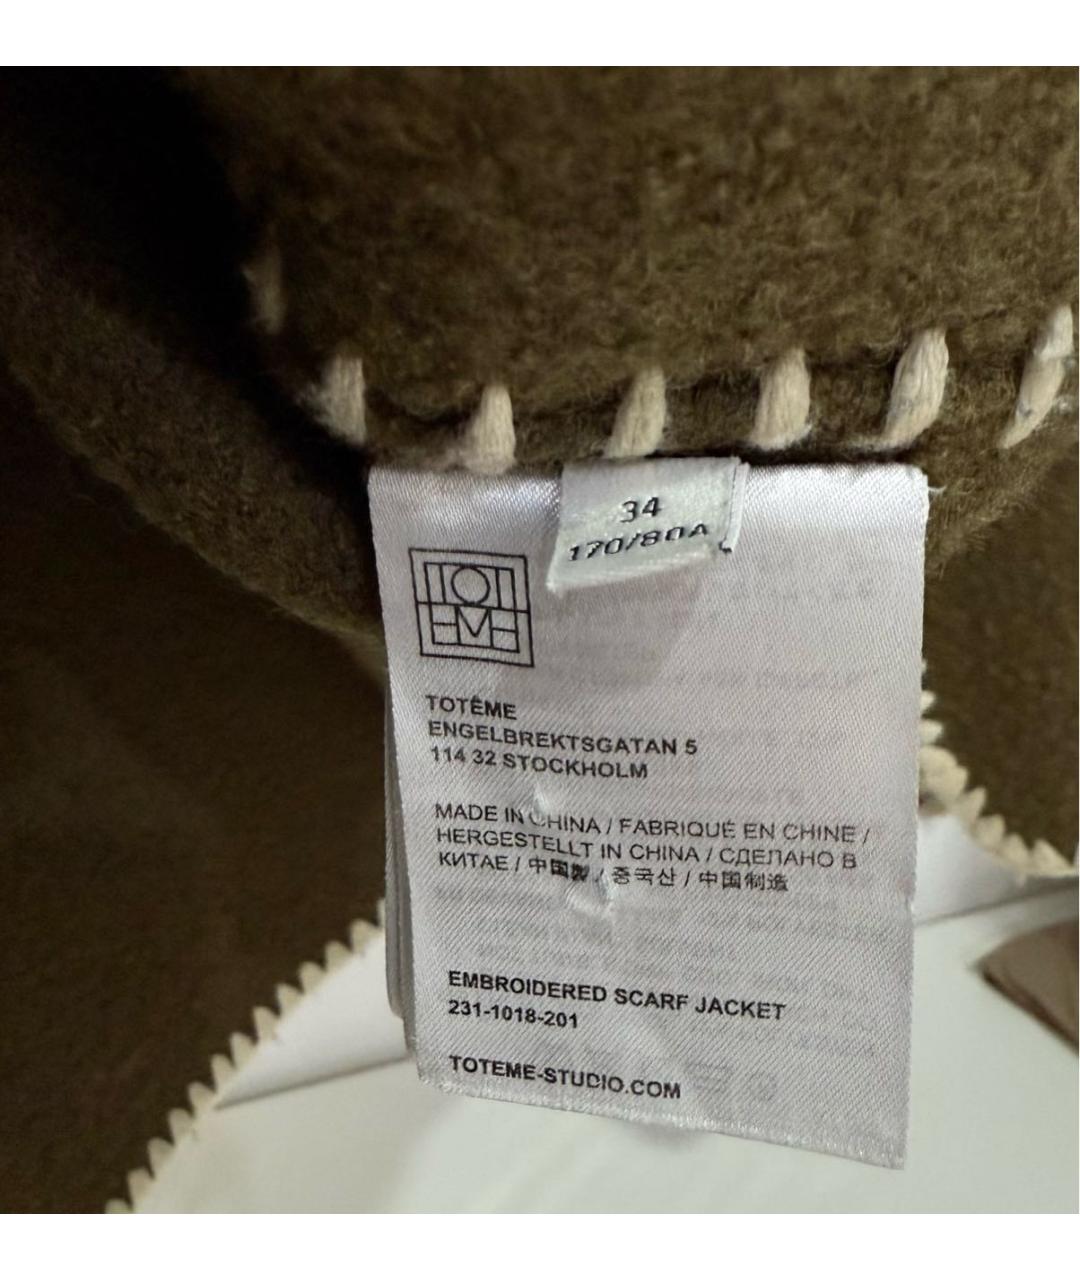 34
170/80A
TOTEME
TOTÊME
ENGELBREKTSGATAN 5
114 32 STOCKHOLM
MADE IN CHINA / FABRIQUÉ EN CHINE /
HERGESTELLT IN CHINA / СДЕЛАНО В
КИТАЕ / 中国製 / 중국산 / 中国制造
EMBROIDERED SCARF JACKET
231-1018-201
TOTEME-STUDIO.COM